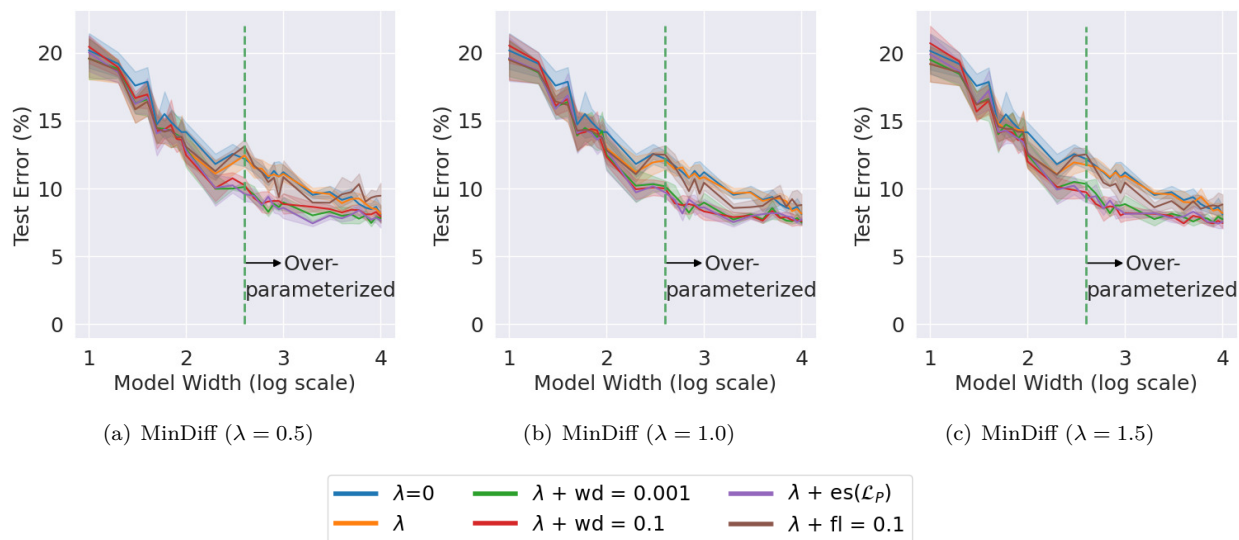 20
15
10
5
0
Test Error (%)
Over-
parameterized
1 2 3 4
Model Width (log scale)
(a) MinDiff (λ = 0.5)
20
15
10
5
0
Test Error (%)
Over-
parameterized
1 2 3 4
Model Width (log scale)
(b) MinDiff (λ = 1.0)
20
15
10
5
0
Test Error (%)
Over-
parameterized
1 2 3 4
Model Width (log scale)
(c) MinDiff (λ = 1.5)
λ=0
λ
λ + wd = 0.001
λ + wd = 0.1
λ + es(ℒ_P)
λ + fl = 0.1